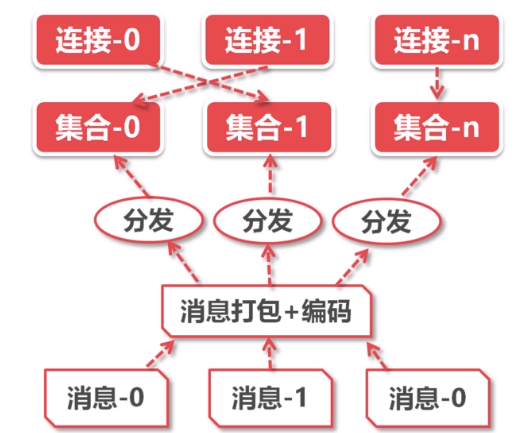 连接-0 连接-1 连接-n
集合-0 集合-1 集合-n
分发 分发 分发
消息打包+编码
消息-0 消息-1 消息-0